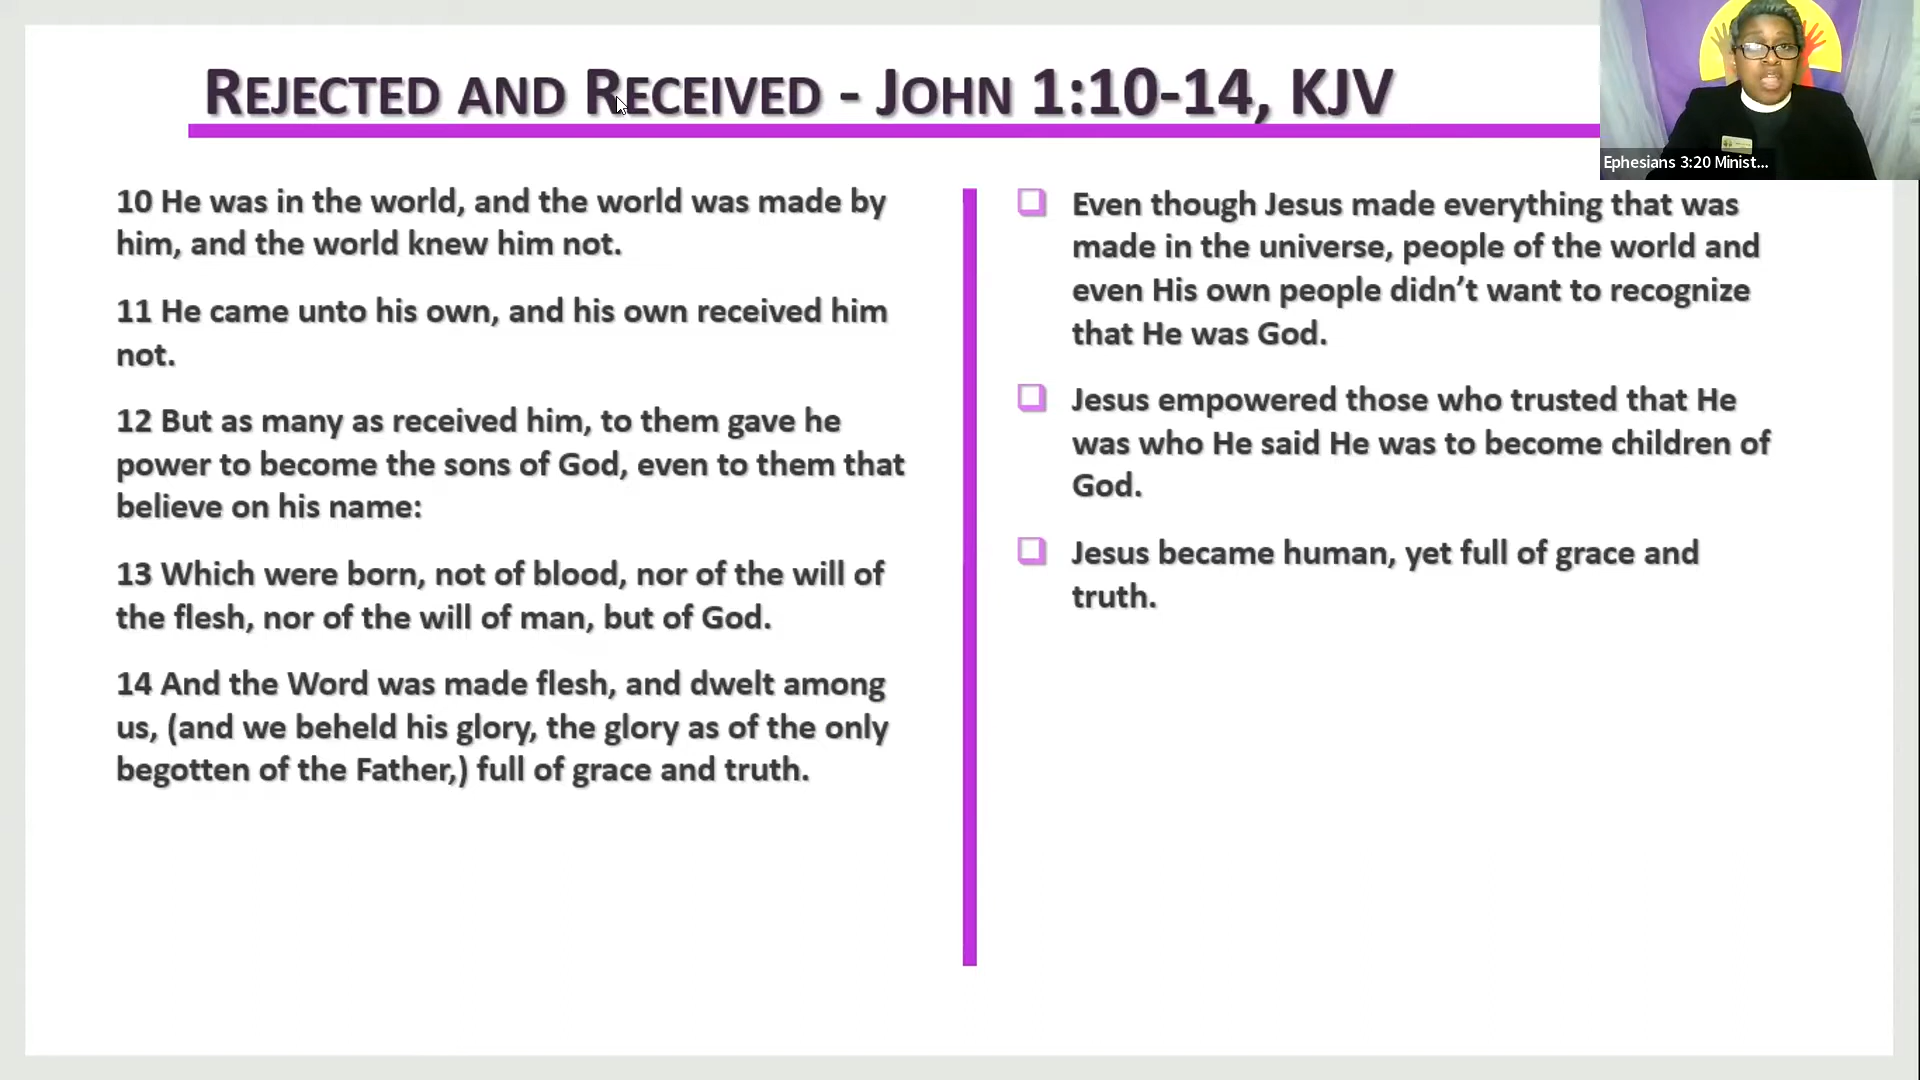 REJECTED AND RECEIVED - JOHN 1:10-14, KJV
Ephesians 3:20 Minist...
10 He was in the world, and the world was made by
him, and the world knew him not.
11 He came unto his own, and his own received him
not.
12 But as many as received him, to them gave he
power to become the sons of God, even to them that
believe on his name:
13 Which were born, not of blood, nor of the will of
the flesh, nor of the will of man, but of God.
14 And the Word was made flesh, and dwelt among
us, (and we beheld his glory, the glory as of the only
begotten of the Father,) full of grace and truth.
Even though Jesus made everything that was
made in the universe, people of the world and
even His own people didn’t want to recognize
that He was God.
Jesus empowered those who trusted that He
was who He said He was to become children of
God.
Jesus became human, yet full of grace and
truth.